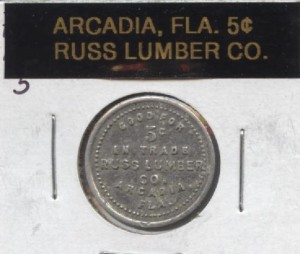 ARCADIA, FLA. 5¢
RUSS LUMBER CO.
5
GOOD FOR
5¢
IN TRADE
RUSS LUMBER
CO.
ARCADIA,
FLA.